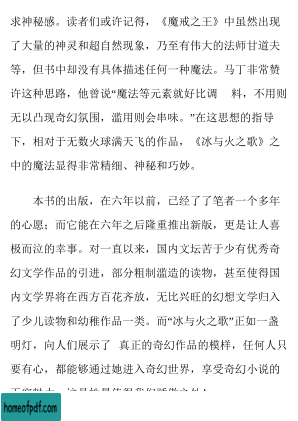 求神秘感。读者们或许记得，《魔戒之王》中虽然出现
了大量的神灵和超自然现象，乃至有伟大的法师甘道夫
等，但书中却没有具体描述任何一种魔法。马丁非常赞
许这种思路，他曾说“魔法等元素就好比调　料，不用则
无以凸现奇幻氛围，滥用则会串味。”在这思想的指导
下，相对于无数火球满天飞的作品，《冰与火之歌》之
中的魔法显得非常精细、神秘和巧妙。
本书的出版，在六年以前，已经了了笔者一个多年
的心愿；而它能在六年之后隆重推出新版，更是让人喜
极而泣的幸事。对一直以来，国内文坛苦于少有优秀奇
幻文学作品的引进，部分粗制滥造的读物，甚至使得国
内文学界将在西方百花齐放，无比兴旺的幻想文学归入
了少儿读物和幼稚作品一类。而“冰与火之歌”正如一盏
明灯，向人们展示了 真正的奇幻作品的模样，任何人只
要有心，都能够通过她进入奇幻世界，享受奇幻小说的
homeofpdf.com